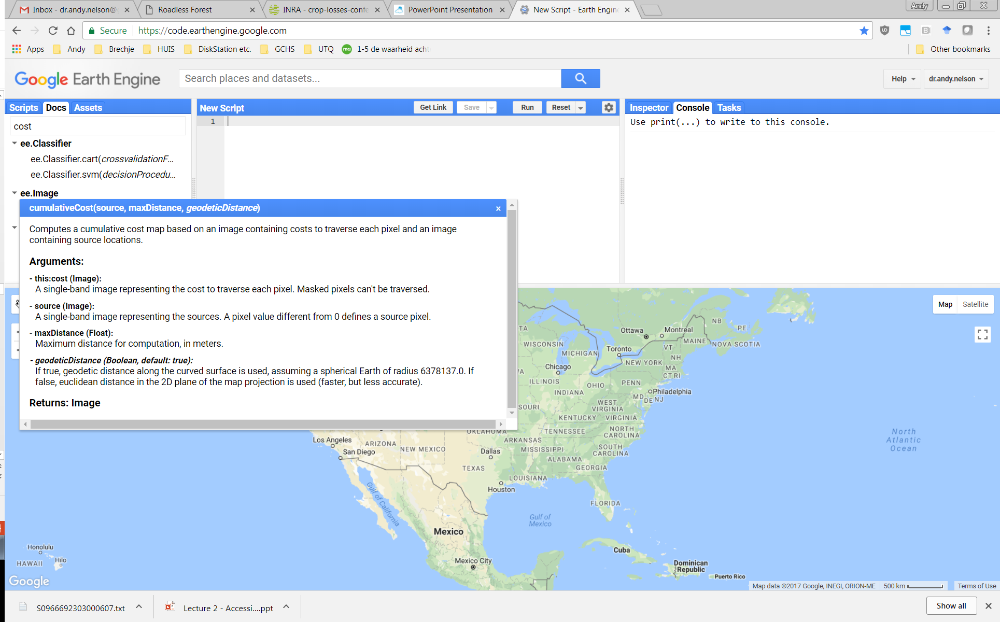 Inbox - dr.andy.nelson@
Roadless Forest
INRA - crop-losses-confe
PowerPoint Presentation
New Script - Earth Engine
Andy
Secure
https://code.earthengine.google.com
Apps
Andy
Brechje
HUIS
DiskStation etc.
GCHS
UTQ
1-5 de waarheid acht
Other bookmarks
Google Earth Engine
Search places and datasets...
Help
dr.andy.nelson
Scripts Docs Assets
New Script
Get Link
Save
Run
Reset
Inspector Console Tasks
cost
1
Use print(...) to write to this console.
ee.Classifier
ee.Classifier.cart(crossvalidationF...
ee.Classifier.svm(decisionProcedu...
ee.Image
cumulativeCost(source, maxDistance, geodeticDistance)
Computes a cumulative cost map based on an image containing costs to traverse each pixel and an image
containing source locations.
Arguments:
- this:cost (Image):
A single-band image representing the cost to traverse each pixel. Masked pixels can't be traversed.
- source (Image):
A single-band image representing the sources. A pixel value different from 0 defines a source pixel.
- maxDistance (Float):
Maximum distance for computation, in meters.
- geodeticDistance (Boolean, default: true):
If true, geodetic distance along the curved surface is used, assuming a spherical Earth of radius 6378137.0. If
false, euclidean distance in the 2D plane of the map projection is used (faster, but less accurate).
Returns: Image
Map Satellite
NB
PE
Ottawa
Montreal
MAINE
NOVA SCOTIA
WISCONSIN
MICHIGAN
Toronto
VT
NH
NEW YORK
MA
CT RI
Chicago
ILLINOIS
INDIANA
OHIO
PENN
Philadelphia
MD
DE NJ
WEST
VIRGINIA
KENTUCKY
VIRGINIA
OKLAHOMA
TENNESSEE
NORTH
CAROLINA
Los Angeles
ARIZONA
NEW MEXICO
ARKANSAS
MISSISSIPPI
SOUTH
CAROLINA
San Diego
Dallas
ALABAMA
GEORGIA
TEXAS
LOUISIANA
Houston
FLORIDA
North
Atlantic
Ocean
Gulf of California
Gulf of
Mexico
Mexico
Mexico City
Cuba
Dominican
Republic
Puerto Rico
Honolulu
HAWAII
Hilo
Google
Map data ©2017 Google, INEGI, ORION-ME
500 km
Terms of Use
S0966692303000607.txt
Lecture 2 - Accessi....ppt
Show all